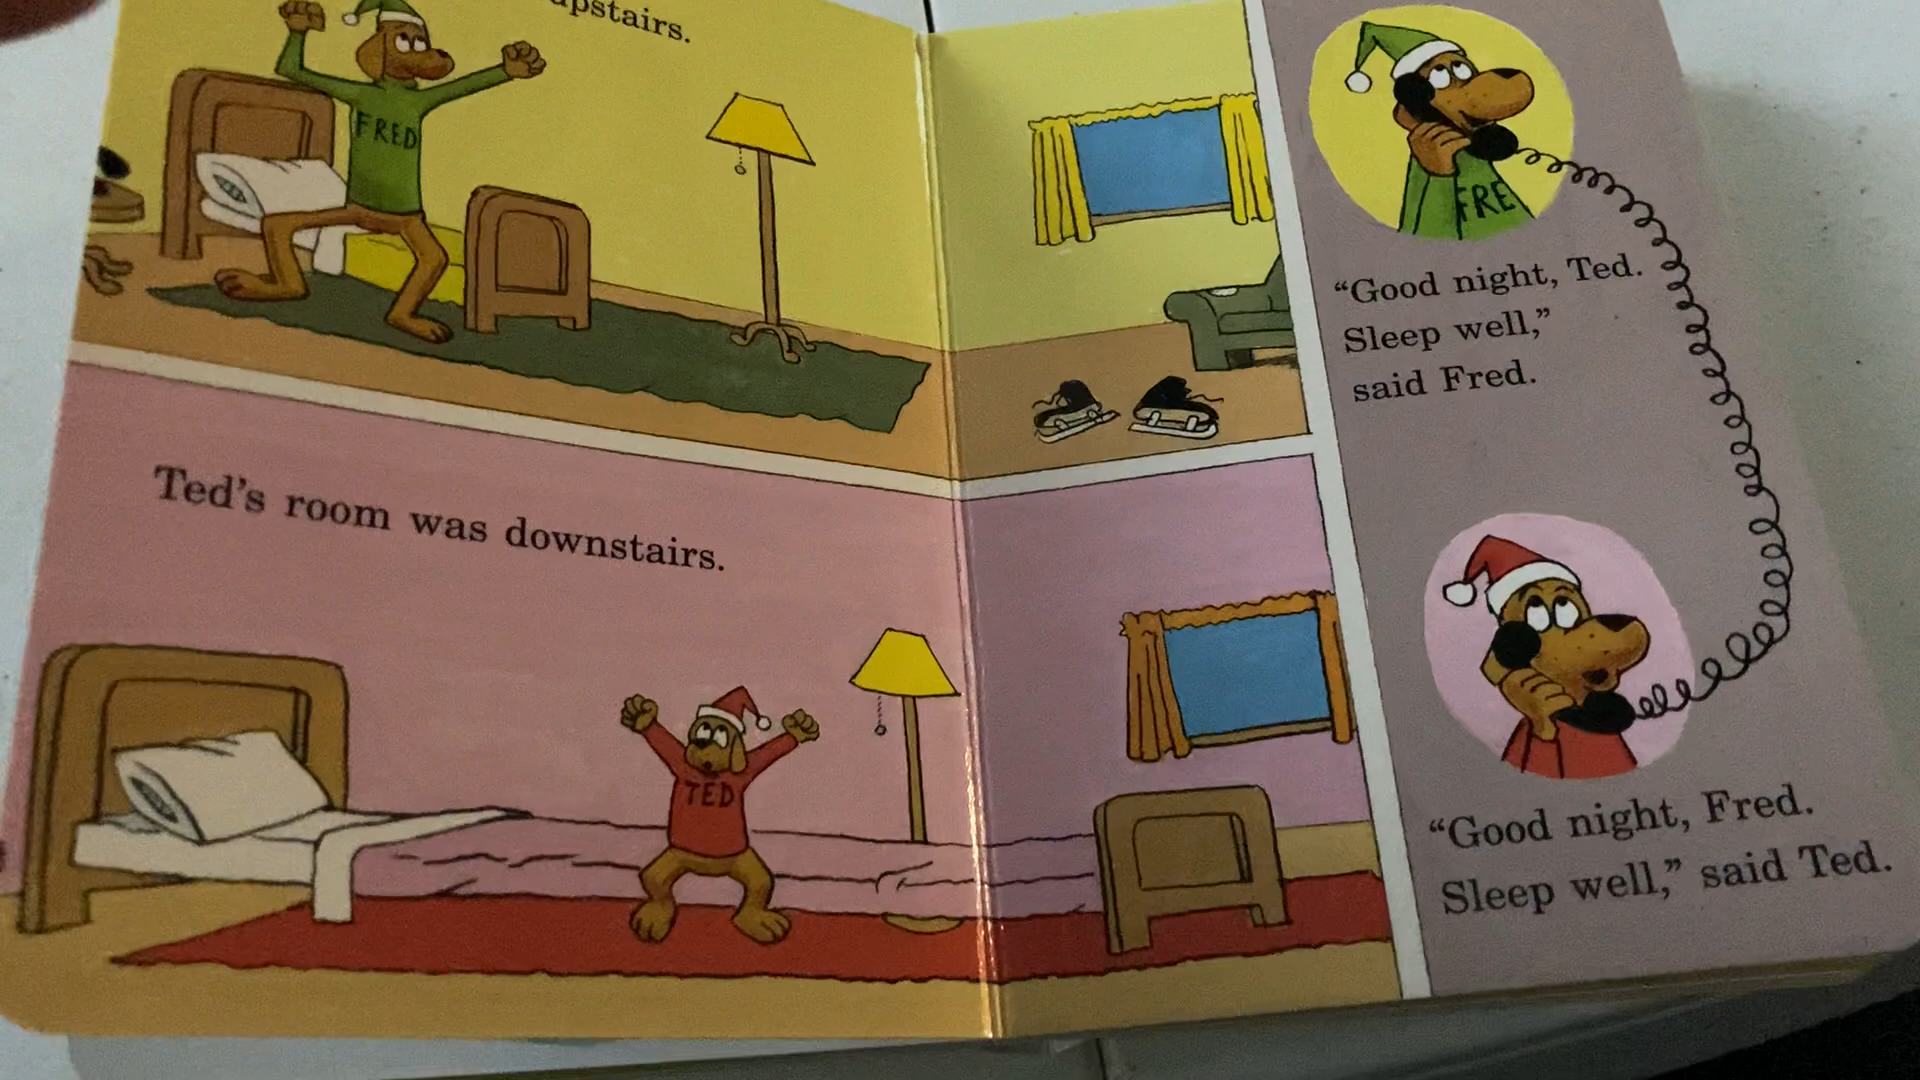 upstairs.
FRED
Ted's room was downstairs.
TED
FRE
“Good night, Ted.
Sleep well,”
said Fred.
“Good night, Fred.
Sleep well,” said Ted.